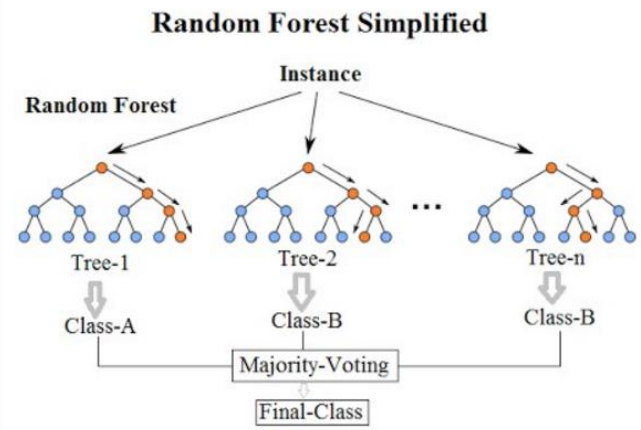 Random Forest Simplified
Instance
Random Forest
...
Tree-1
Tree-2
Tree-n
Class-A
Class-B
Class-B
Majority-Voting
Final-Class